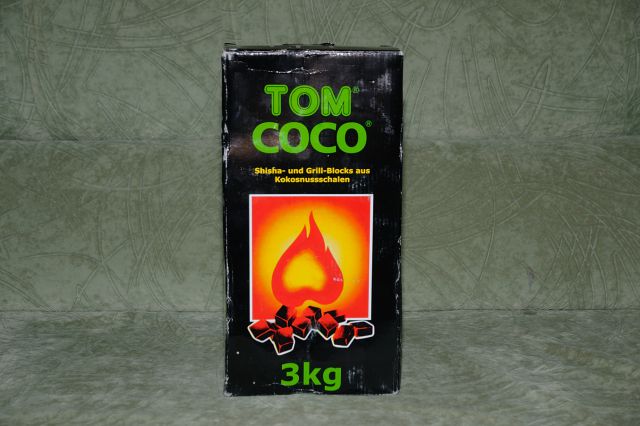 TOM®
COCO®
Shisha- und Grill-Blocks aus
Kokosnussschalen
3kg